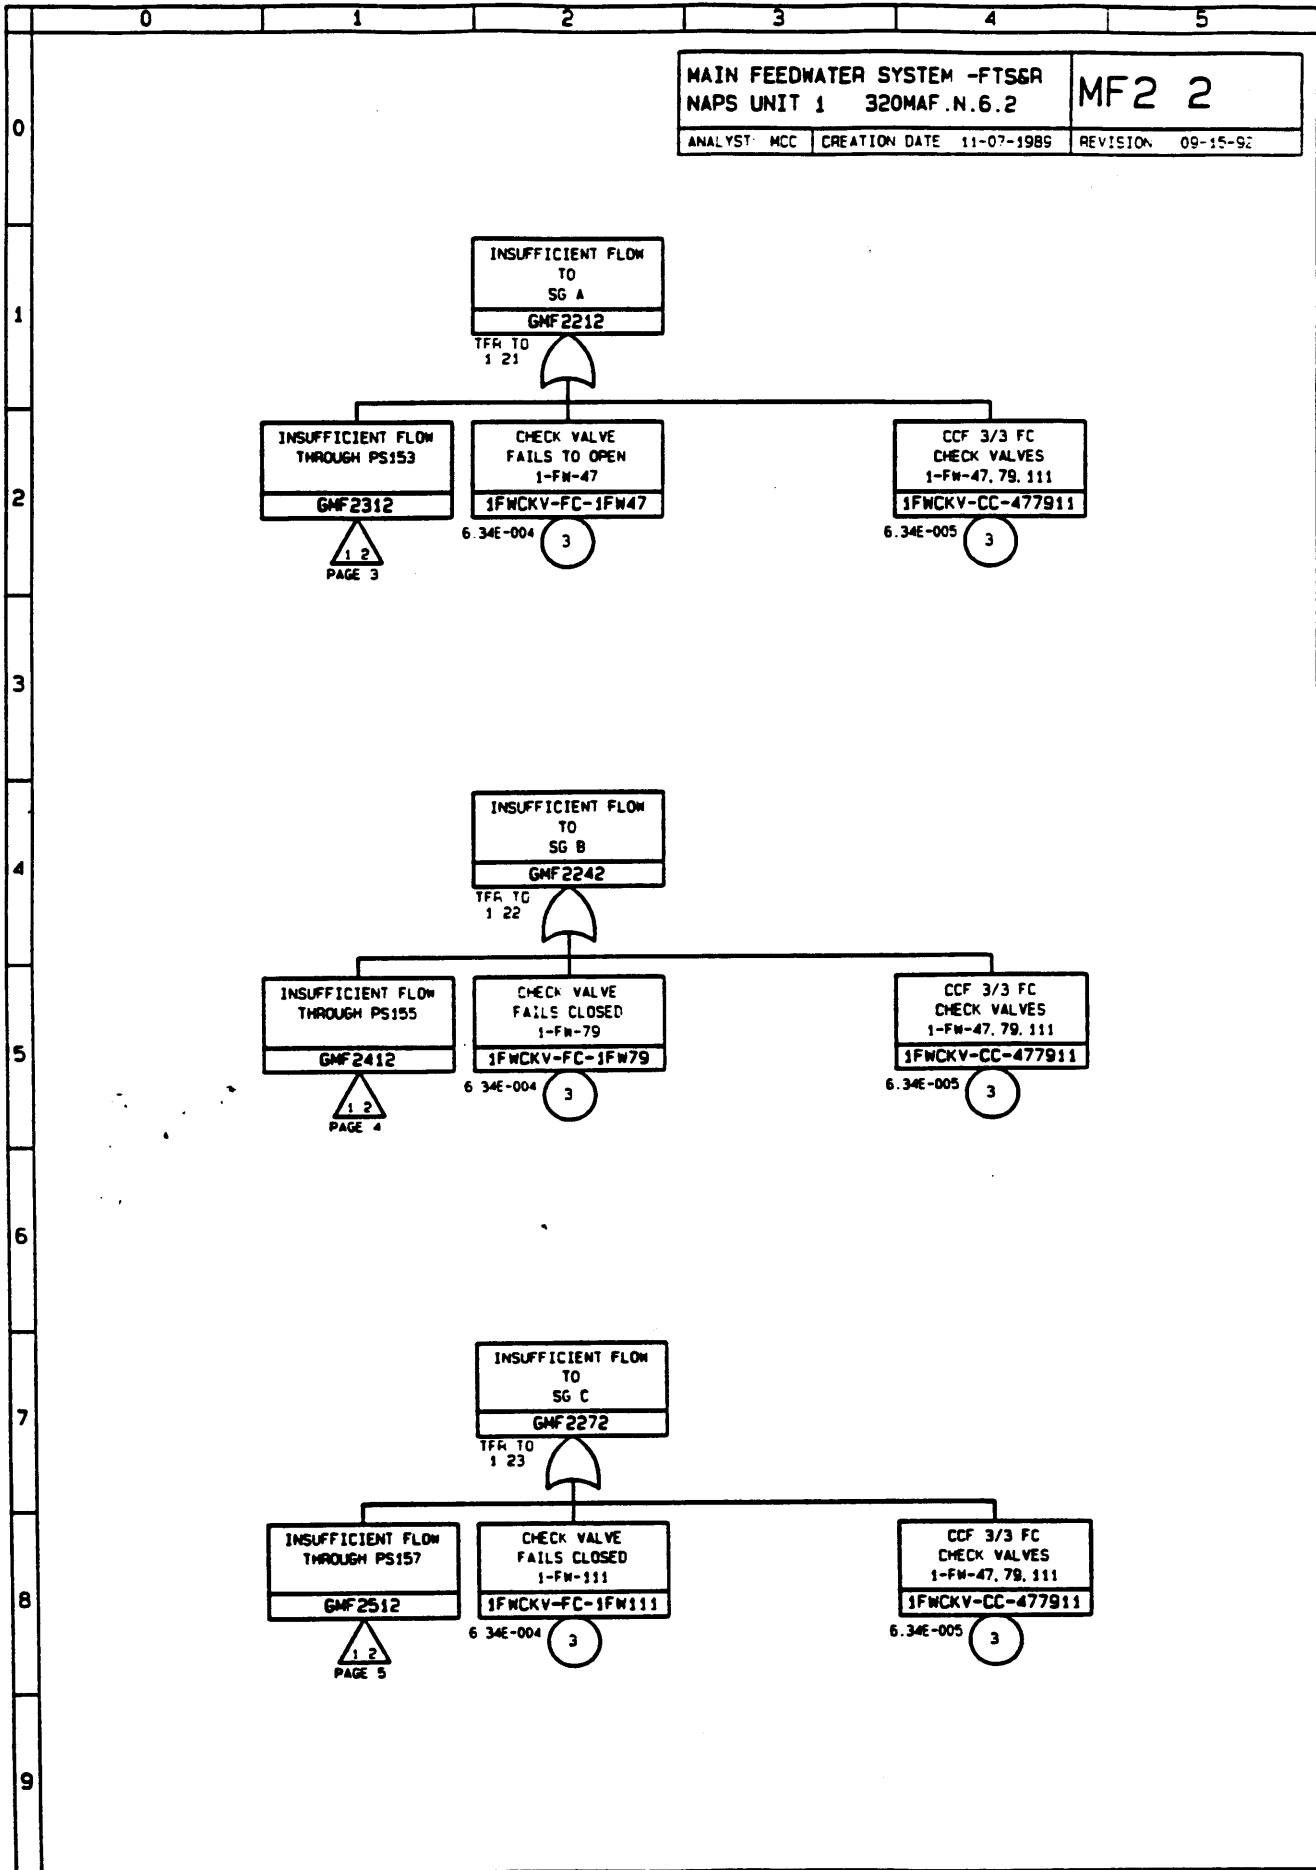 0 1 2 3 4 5
MAIN FEEDWATER SYSTEM -FTS&R
NAPS UNIT 1 320MAF.N.6.2
MF2 2
ANALYST: MCC CREATION DATE 11-07-1989 REVISION 09-15-92
0
INSUFFICIENT FLOW
TO
SG A
GMF2212
1
TFR TO
1 21
INSUFFICIENT FLOW
THROUGH PS153
GMF2312
1 2
PAGE 3
CHECK VALVE
FAILS TO OPEN
1-FW-47
1FWCKV-FC-1FW47
6.34E-004
3
CCF 3/3 FC
CHECK VALVES
1-FW-47, 79, 111
1FWCKV-CC-477911
6.34E-005
3
2
3
INSUFFICIENT FLOW
TO
SG B
GMF2242
4
TFR TO
1 22
INSUFFICIENT FLOW
THROUGH PS155
GMF2412
1 2
PAGE 4
CHECK VALVE
FAILS CLOSED
1-FW-79
1FWCKV-FC-1FW79
6 34E-004
3
CCF 3/3 FC
CHECK VALVES
1-FW-47, 79, 111
1FWCKV-CC-477911
6.34E-005
3
5
6
INSUFFICIENT FLOW
TO
SG C
GMF2272
7
TFR TO
1 23
INSUFFICIENT FLOW
THROUGH PS157
GMF2512
1 2
PAGE 5
CHECK VALVE
FAILS CLOSED
1-FW-111
1FWCKV-FC-1FW111
6 34E-004
3
CCF 3/3 FC
CHECK VALVES
1-FW-47, 79, 111
1FWCKV-CC-477911
6.34E-005
3
8
9